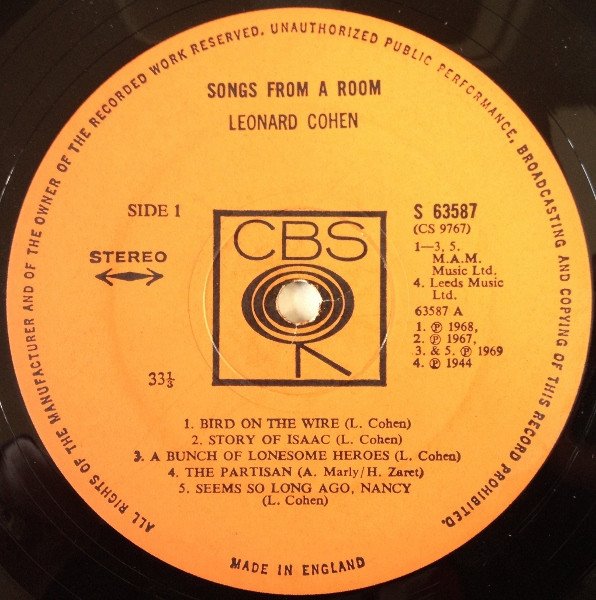 ALL RIGHTS OF THE MANUFACTURER AND OF THE OWNER OF THE RECORDED WORK RESERVED. UNAUTHORIZED PUBLIC PERFORMANCE, BROADCASTING AND COPYING OF THIS RECORD PROHIBITED.
SONGS FROM A ROOM
LEONARD COHEN
SIDE 1
STEREO
33⅓
CBS
S 63587
(CS 9767)
1—3, 5.
M.A.M.
Music Ltd.
4. Leeds Music
Ltd.
63587 A
1. ℗ 1968,
2. ℗ 1967,
3. & 5. ℗ 1969
4. ℗ 1944
1. BIRD ON THE WIRE (L. Cohen)
2. STORY OF ISAAC (L. Cohen)
3. A BUNCH OF LONESOME HEROES (L. Cohen)
4. THE PARTISAN (A. Marly/H. Zaret)
5. SEEMS SO LONG AGO, NANCY
(L. Cohen)
MADE IN ENGLAND